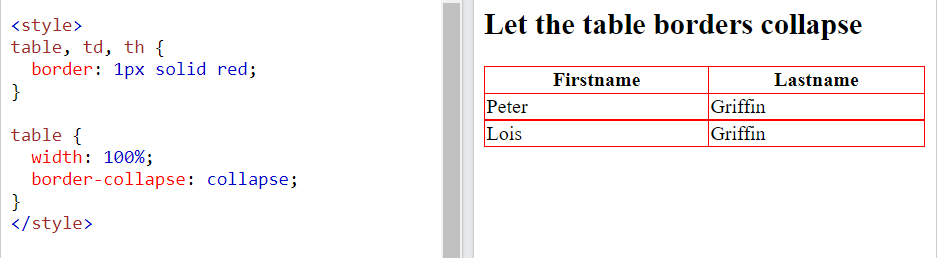 <style>
table, td, th {
  border: 1px solid red;
}

table {
  width: 100%;
  border-collapse: collapse;
}
</style>
Let the table borders collapse
Firstname Lastname
Peter Griffin
Lois Griffin